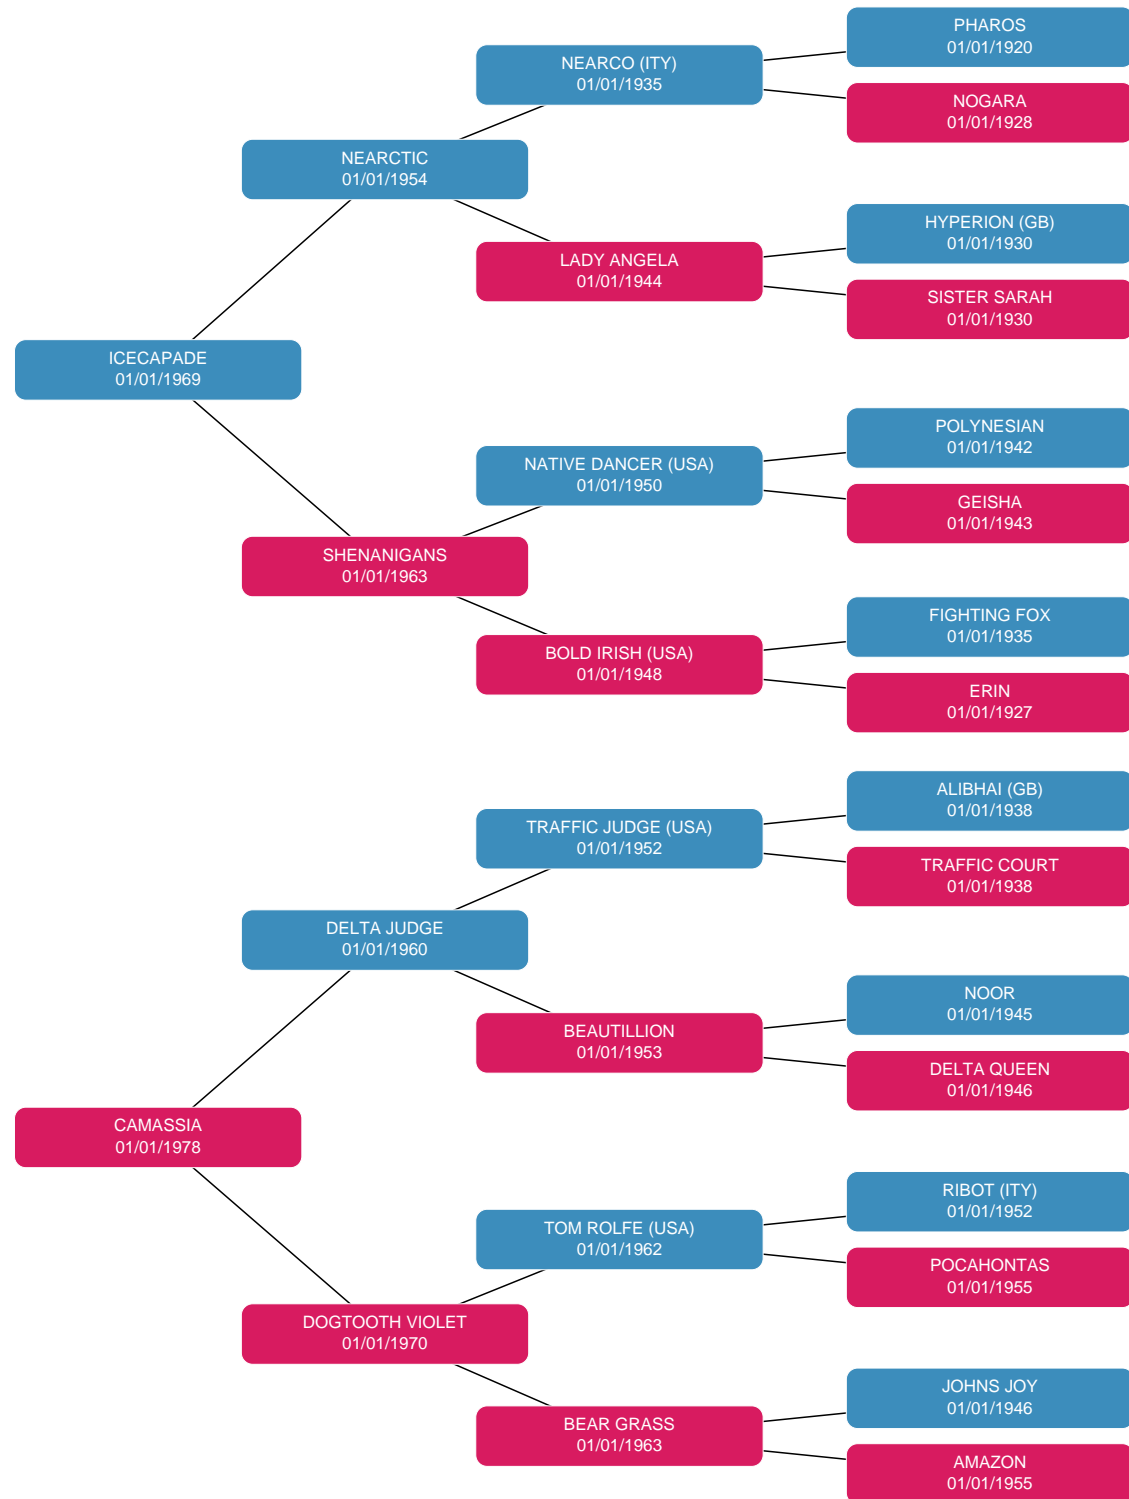 PHAROS
01/01/1920
NEARCO (ITY)
01/01/1935
NOGARA
01/01/1928
NEARCTIC
01/01/1954
HYPERION (GB)
01/01/1930
LADY ANGELA
01/01/1944
SISTER SARAH
01/01/1930
ICECAPADE
01/01/1969
POLYNESIAN
01/01/1942
NATIVE DANCER (USA)
01/01/1950
GEISHA
01/01/1943
SHENANIGANS
01/01/1963
FIGHTING FOX
01/01/1935
BOLD IRISH (USA)
01/01/1948
ERIN
01/01/1927
ALIBHAI (GB)
01/01/1938
TRAFFIC JUDGE (USA)
01/01/1952
TRAFFIC COURT
01/01/1938
DELTA JUDGE
01/01/1960
NOOR
01/01/1945
BEAUTILLION
01/01/1953
DELTA QUEEN
01/01/1946
CAMASSIA
01/01/1978
RIBOT (ITY)
01/01/1952
TOM ROLFE (USA)
01/01/1962
POCAHONTAS
01/01/1955
DOGTOOTH VIOLET
01/01/1970
JOHNS JOY
01/01/1946
BEAR GRASS
01/01/1963
AMAZON
01/01/1955